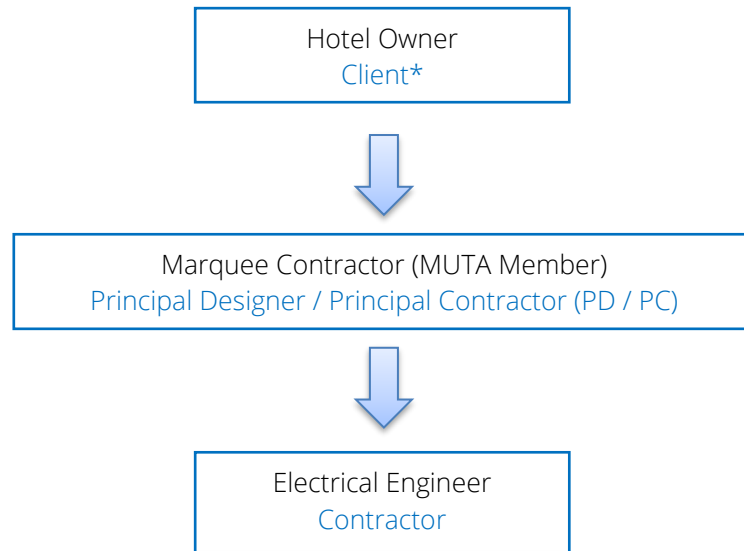 Hotel Owner
Client*
Marquee Contractor (MUTA Member)
Principal Designer / Principal Contractor (PD / PC)
Electrical Engineer
Contractor